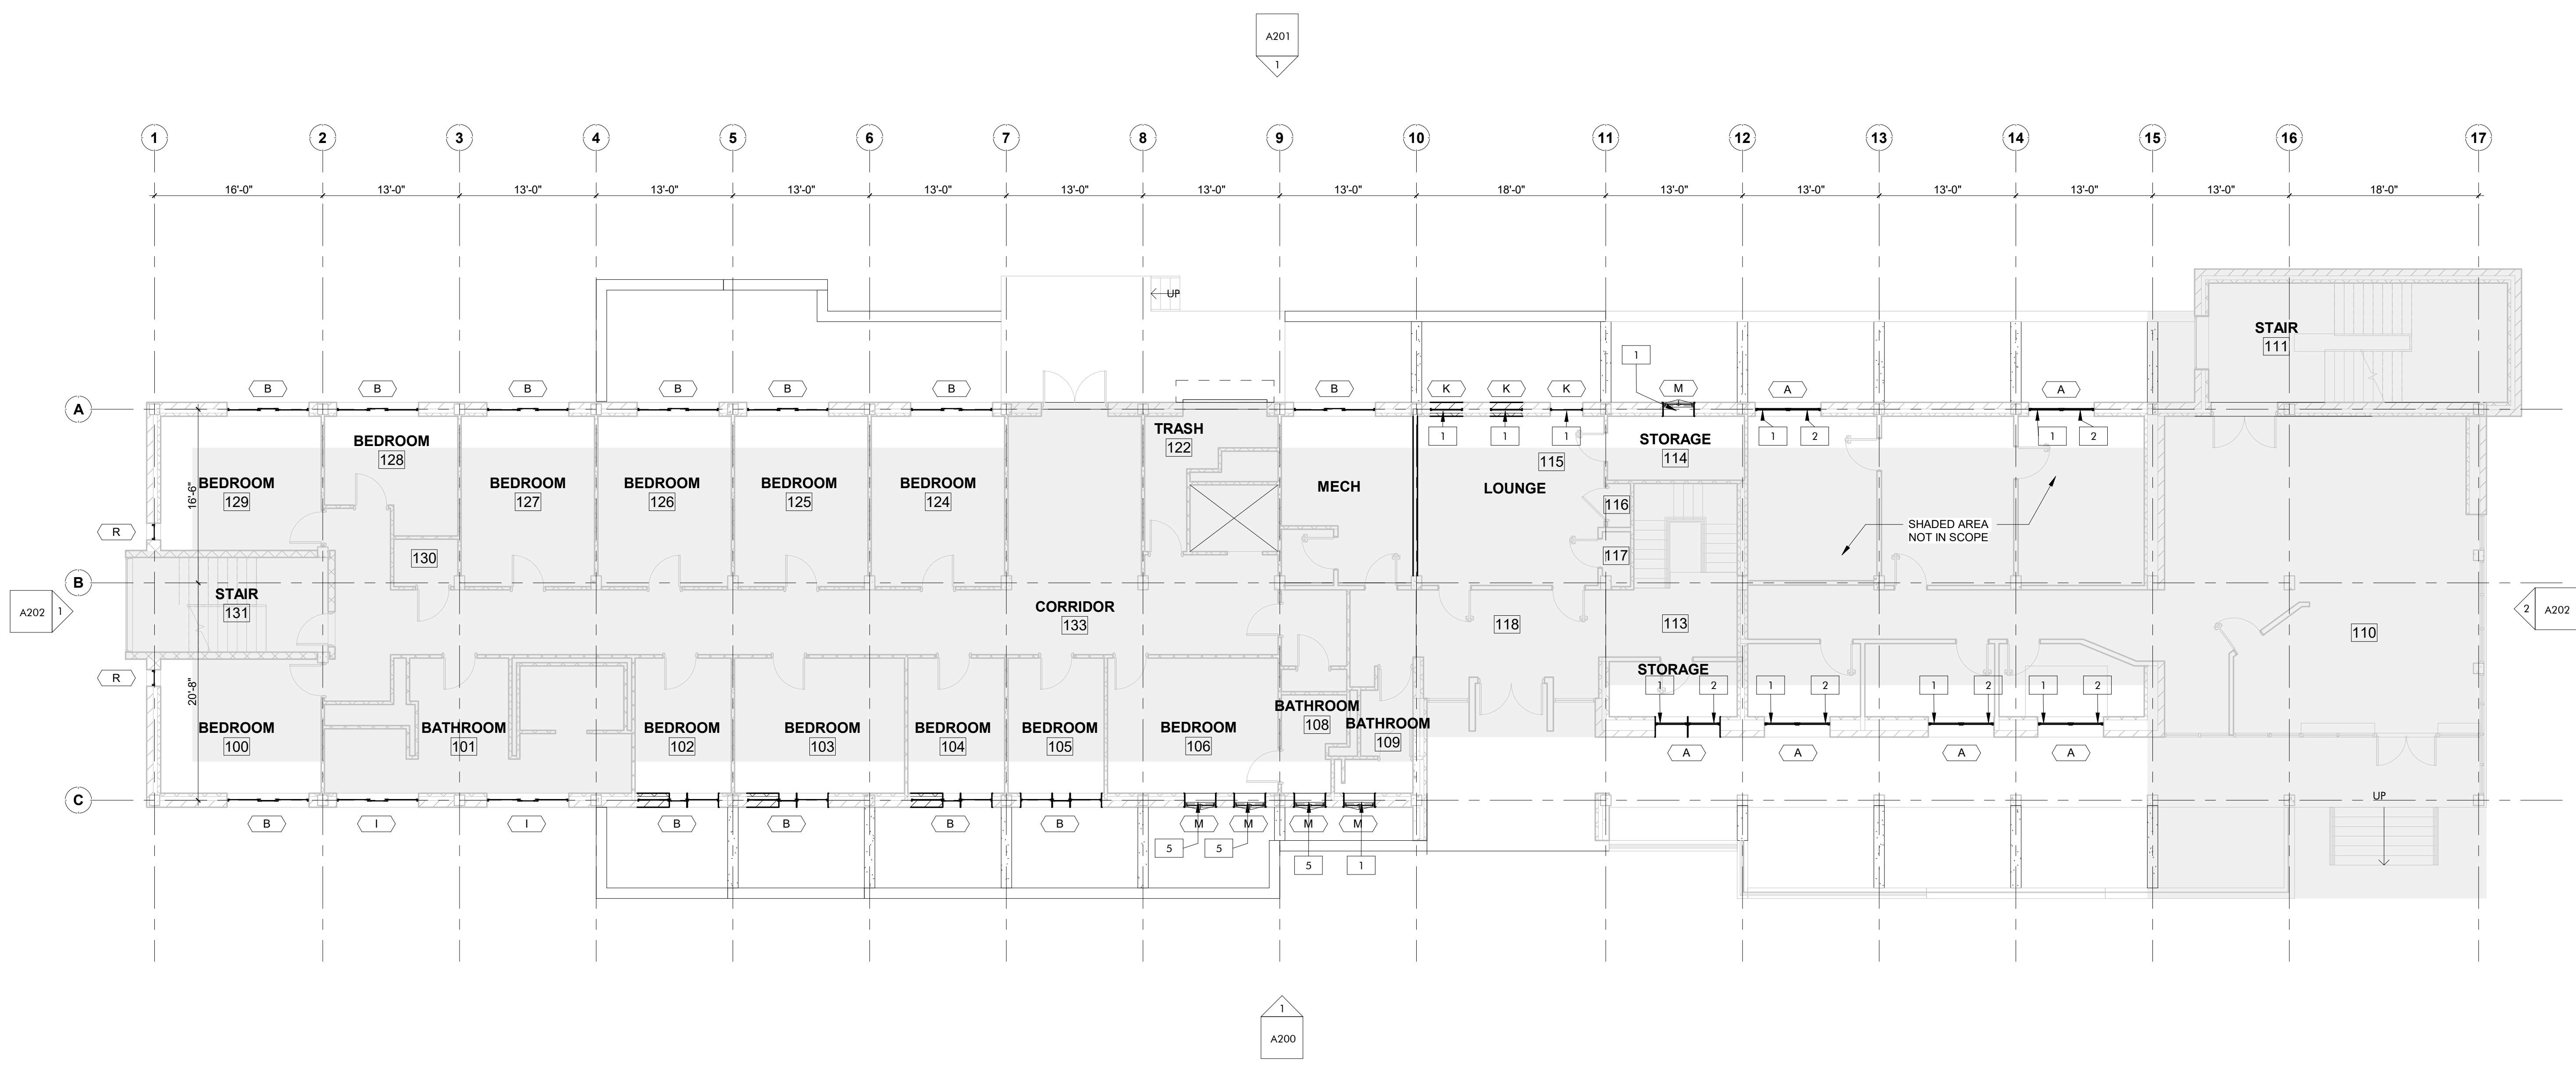 A201
1
1 2 3 4 5 6 7 8 9 10 11 12 13 14 15 16 17
16'-0" 13'-0" 13'-0" 13'-0" 13'-0" 13'-0" 13'-0" 13'-0" 13'-0" 18'-0" 13'-0" 13'-0" 13'-0" 13'-0" 13'-0" 18'-0"
UP
STAIR
111
1
B B B B B B B K K K M A A
A
1 1 1 1 2 1 2
BEDROOM
128
TRASH
122
STORAGE
114
115
BEDROOM
129
BEDROOM
127
BEDROOM
126
BEDROOM
125
BEDROOM
124
MECH
LOUNGE
16'-6"
116
R
SHADED AREA
NOT IN SCOPE
130
117
B
STAIR
131
A202
1
CORRIDOR
133
118
113
110
2
A202
STORAGE
R
20'-8"
1 2 1 2 1 2 1 2
BEDROOM
100
BATHROOM
101
BEDROOM
102
BEDROOM
103
BEDROOM
104
BEDROOM
105
BEDROOM
106
BATHROOM
108
BATHROOM
109
A A A A
C
UP
B I I B B B B M M M M
5 5
5 1
1
A200